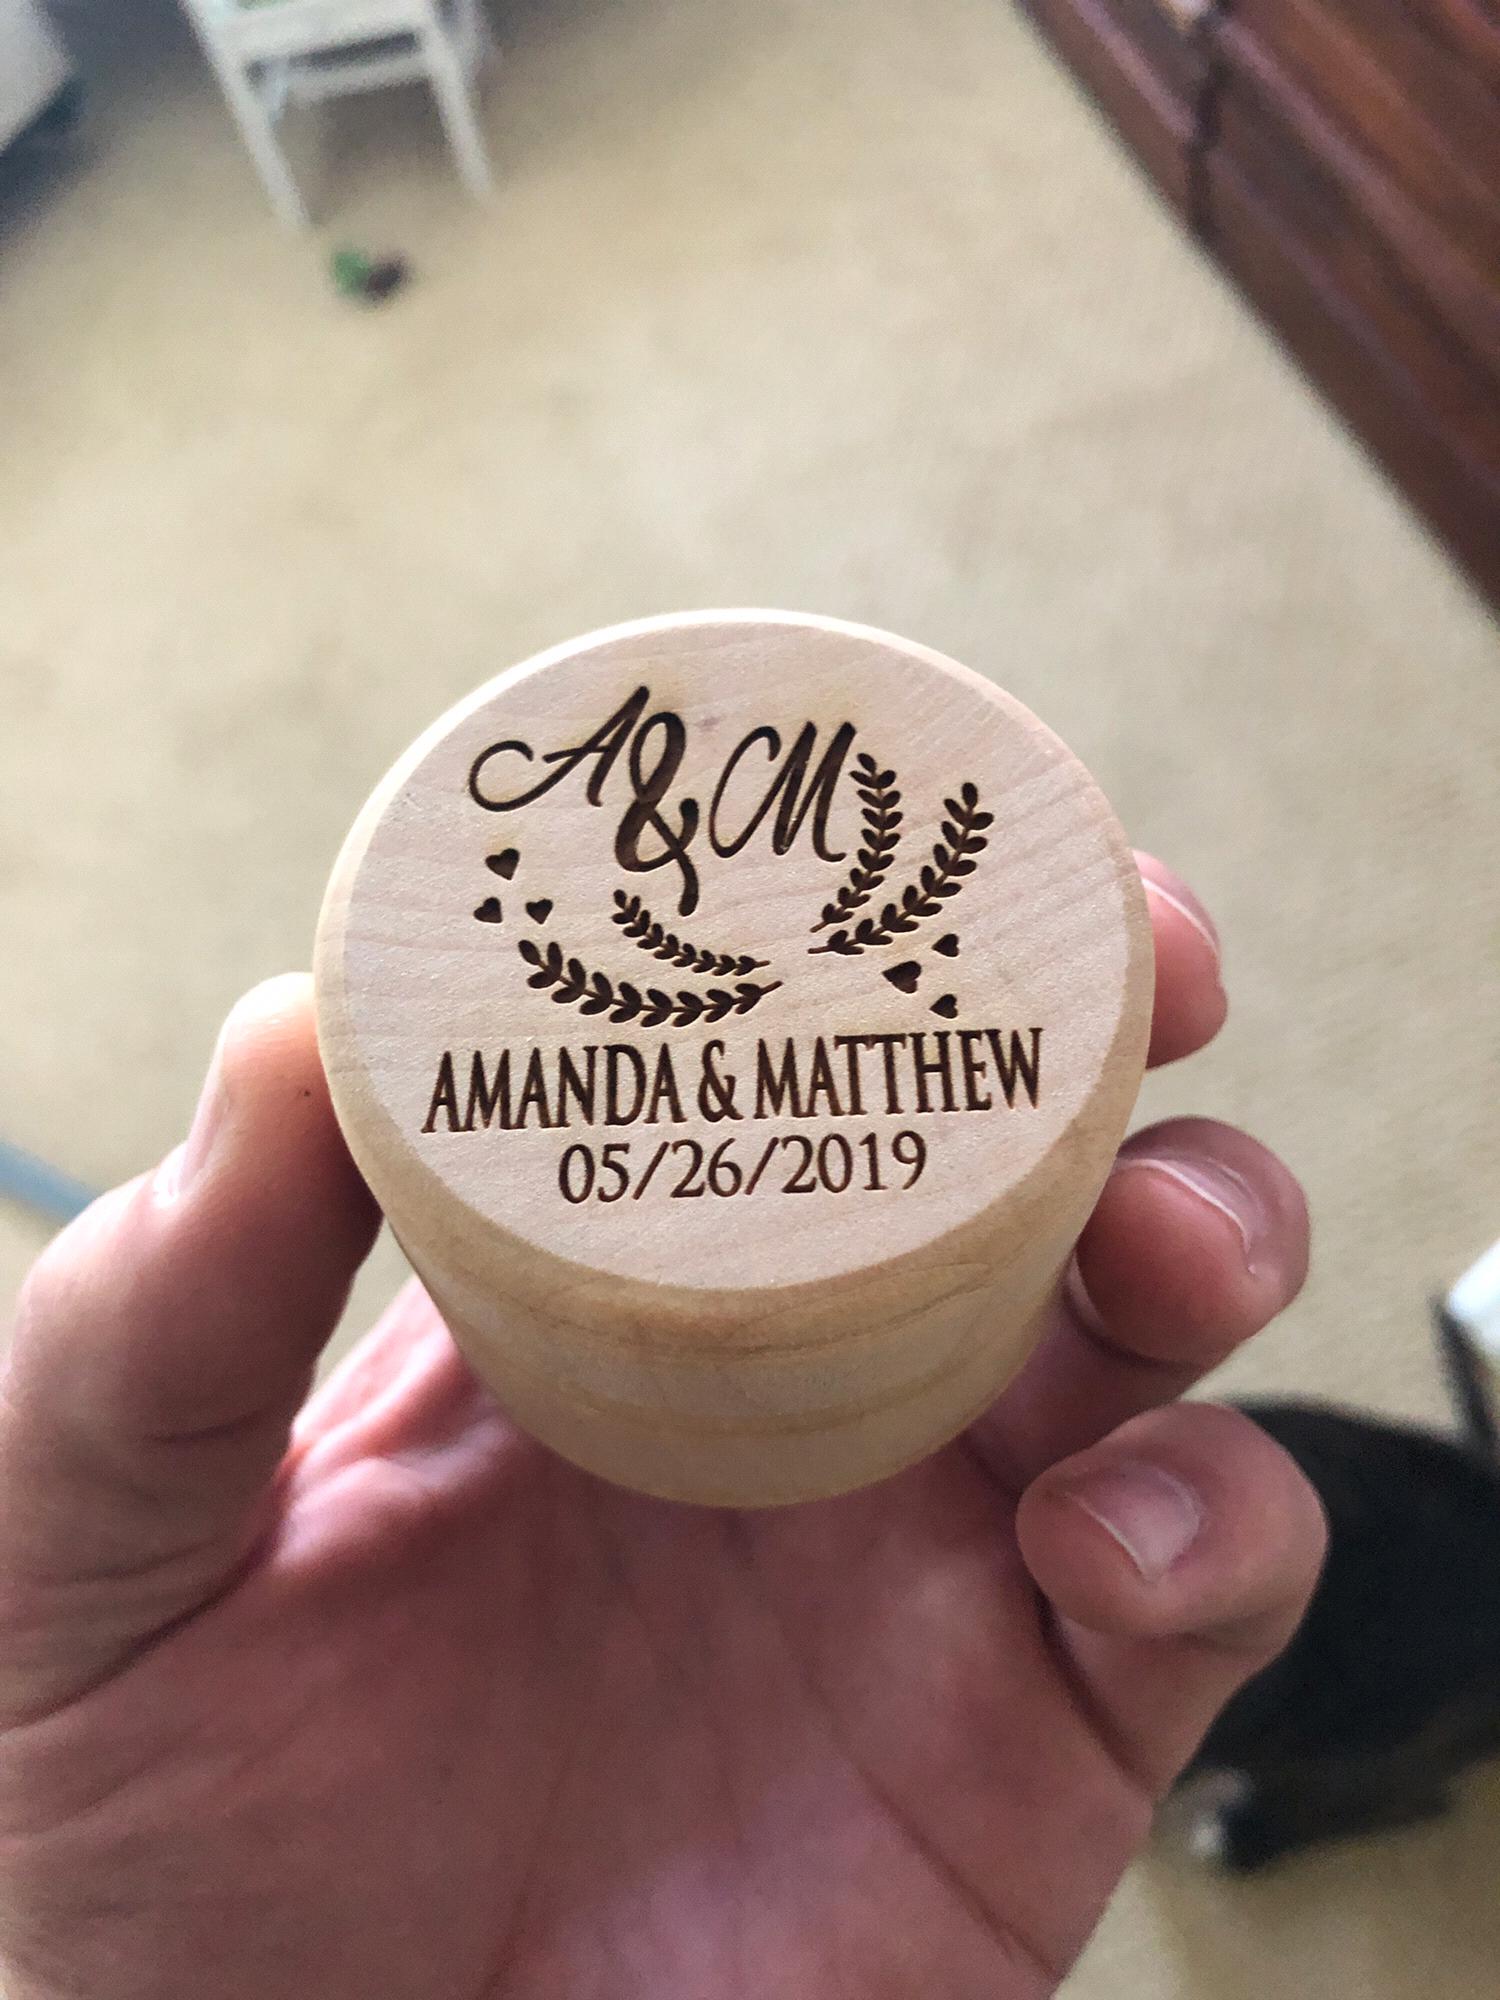 A & M
AMANDA & MATTHEW
05/26/2019